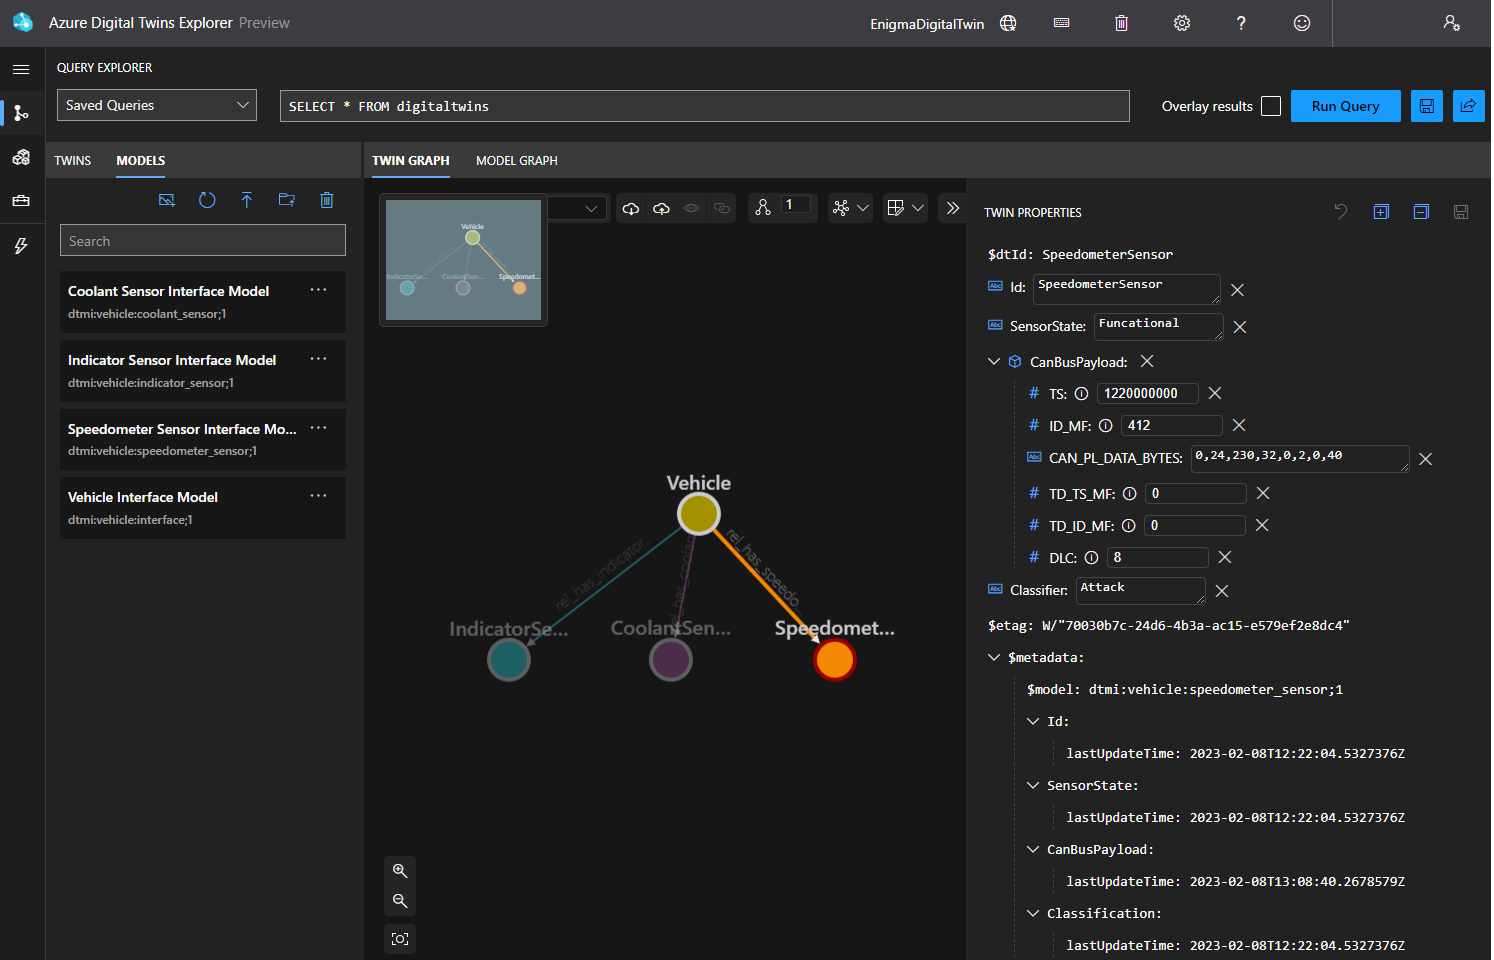 Azure Digital Twins Explorer Preview
EnigmaDigitalTwin
QUERY EXPLORER
Saved Queries
SELECT * FROM digitaltwins
Overlay results
Run Query
TWINS
MODELS
TWIN GRAPH
MODEL GRAPH
Search
Coolant Sensor Interface Model
dtmi:vehicle:coolant_sensor;1
Indicator Sensor Interface Model
dtmi:vehicle:indicator_sensor;1
Speedometer Sensor Interface Mo...
dtmi:vehicle:speedometer_sensor;1
Vehicle Interface Model
dtmi:vehicle:interface;1
Vehicle
IndicatorSe...
CoolantSen...
Speedomet...
1
Vehicle
rel_has_indicator...
rel_has_coolan
rel_has_speedo...
IndicatorSe...
CoolantSen...
Speedomet...
TWIN PROPERTIES
$dtId: SpeedometerSensor
Abc Id: SpeedometerSensor
Abc SensorState: Funcational
CanBusPayload:
# TS: 1220000000
# ID_MF: 412
Abc CAN_PL_DATA_BYTES: 0,24,230,32,0,2,0,40
# TD_TS_MF: 0
# TD_ID_MF: 0
# DLC: 8
Abc Classifier: Attack
$etag: W/"70030b7c-24d6-4b3a-ac15-e579ef2e8dc4"
$metadata:
$model: dtmi:vehicle:speedometer_sensor;1
Id:
lastUpdateTime: 2023-02-08T12:22:04.5327376Z
SensorState:
lastUpdateTime: 2023-02-08T12:22:04.5327376Z
CanBusPayload:
lastUpdateTime: 2023-02-08T13:08:40.2678579Z
Classification:
lastUpdateTime: 2023-02-08T12:22:04.5327376Z